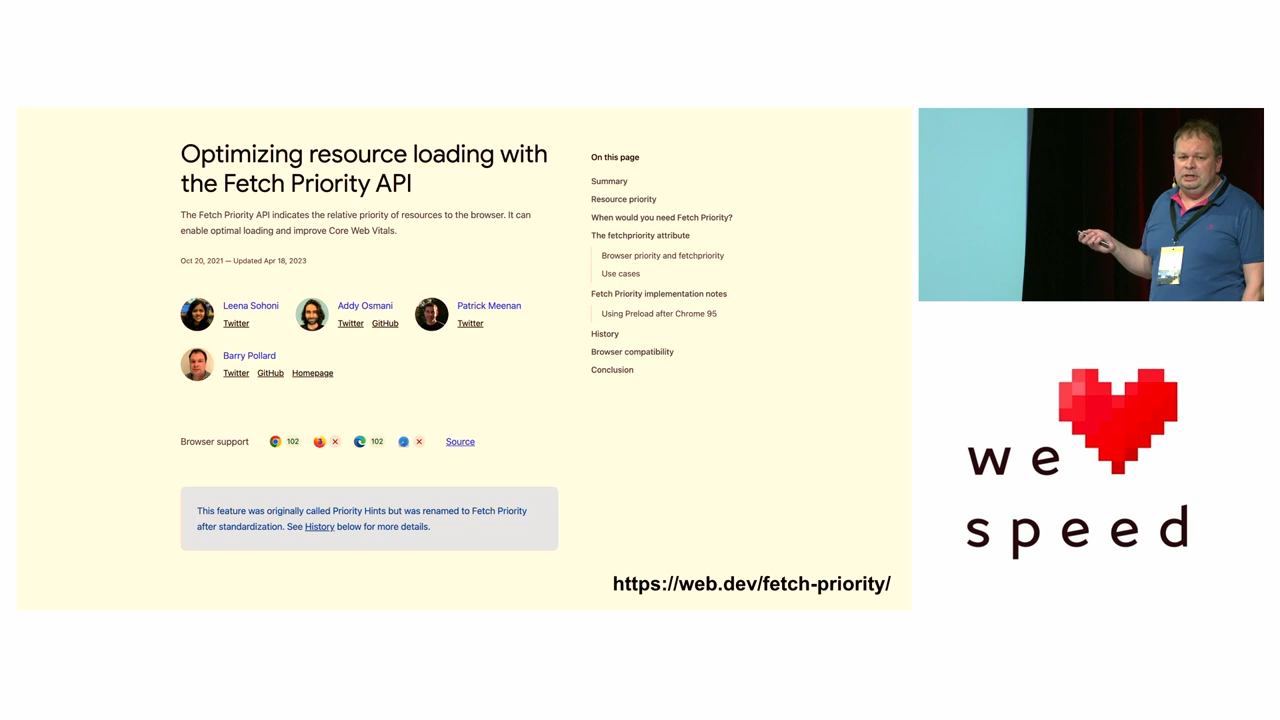 Optimizing resource loading with
the Fetch Priority API
The Fetch Priority API indicates the relative priority of resources to the browser. It can
enable optimal loading and improve Core Web Vitals.
Oct 20, 2021 — Updated Apr 18, 2023
Leena Sohoni
Twitter
Addy Osmani
Twitter GitHub
Patrick Meenan
Twitter
Barry Pollard
Twitter GitHub Homepage
Browser support 102 102 Source
This feature was originally called Priority Hints but was renamed to Fetch Priority
after standardization. See History below for more details.
On this page
Summary
Resource priority
When would you need Fetch Priority?
The fetchpriority attribute
Browser priority and fetchpriority
Use cases
Fetch Priority implementation notes
Using Preload after Chrome 95
History
Browser compatibility
Conclusion
https://web.dev/fetch-priority/
we
speed